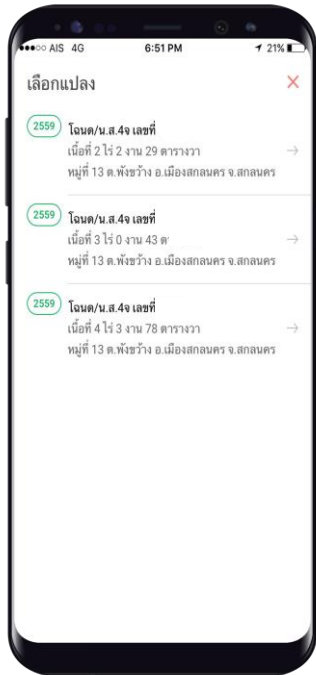 AIS 4G 6:51 PM 21%
เลือกแปลง
2559 โฉนด/น.ส.4จ เลขที่
เนื้อที่ 2 ไร่ 2 งาน 29 ตารางวา
หมู่ที่ 13 ต.พังขว้าง อ.เมืองสกลนคร จ.สกลนคร
2559 โฉนด/น.ส.4จ เลขที่
เนื้อที่ 3 ไร่ 0 งาน 43 ต
หมู่ที่ 13 ต.พังขว้าง อ.เมืองสกลนคร จ.สกลนคร
2559 โฉนด/น.ส.4จ เลขที่
เนื้อที่ 4 ไร่ 3 งาน 78 ตารางวา
หมู่ที่ 13 ต.พังขว้าง อ.เมืองสกลนคร จ.สกลนคร